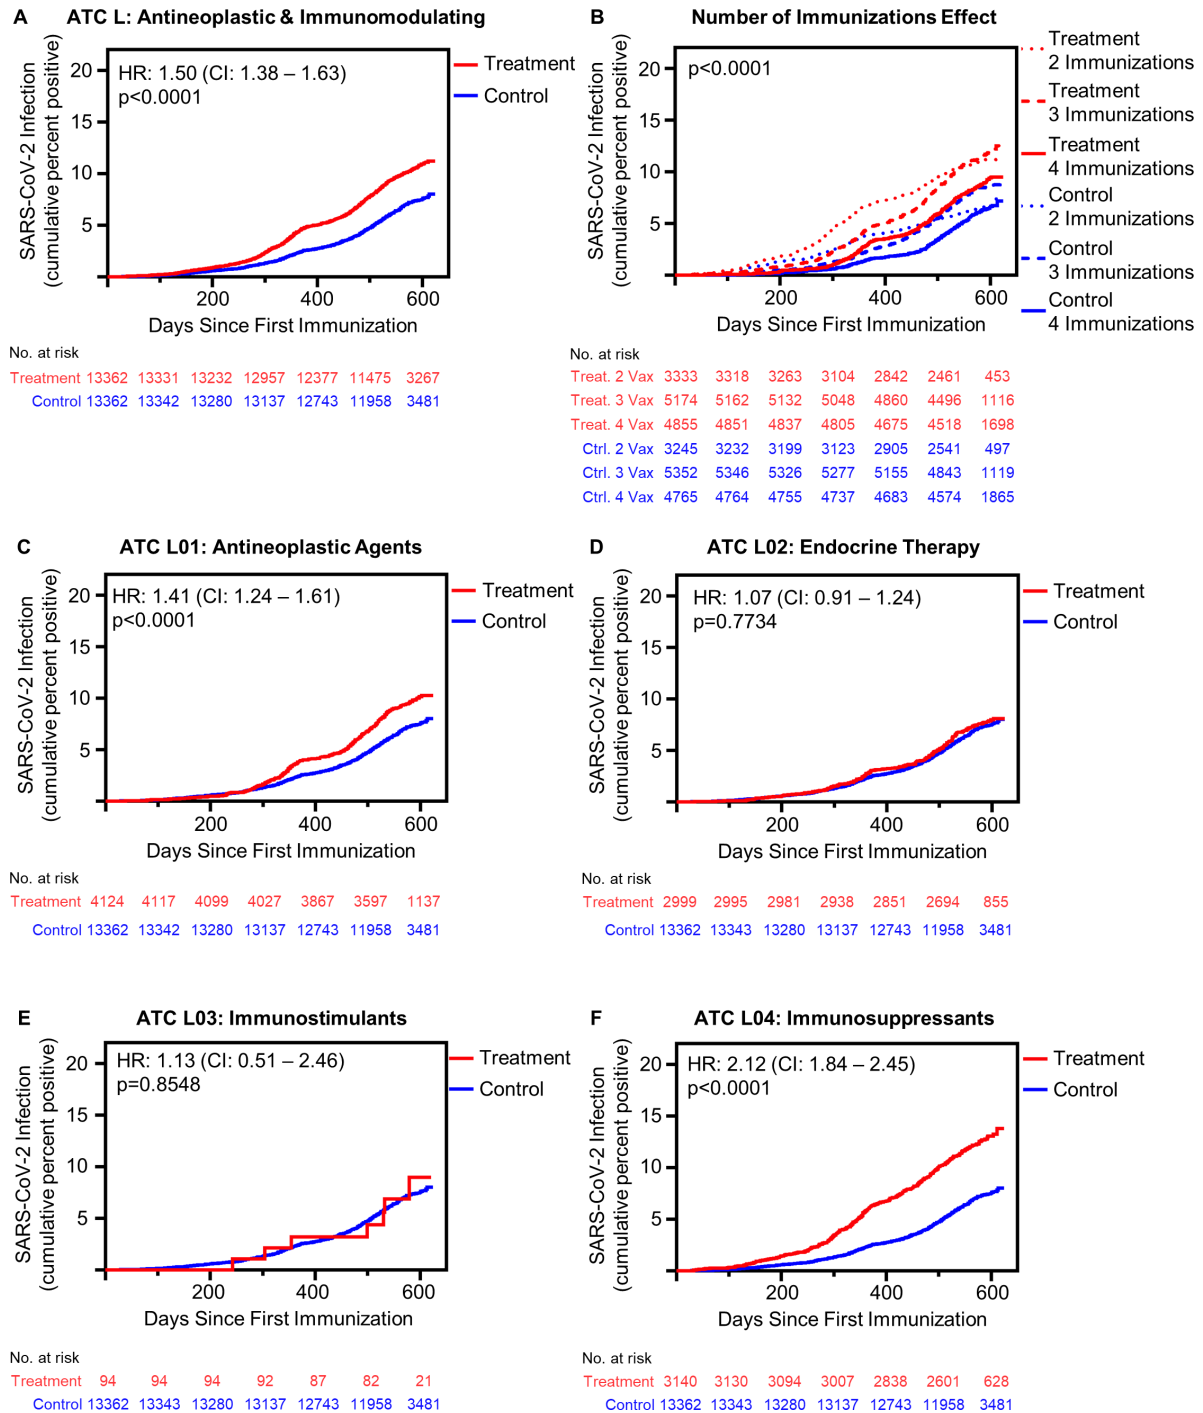 A ATC L: Antineoplastic & Immunomodulating
SARS-CoV-2 Infection
(cumulative percent positive)
20
15
10
5
HR: 1.50 (CI: 1.38 – 1.63)
p<0.0001
Treatment
Control
200 400 600
Days Since First Immunization
No. at risk
Treatment 13362 13331 13232 12957 12377 11475 3267
Control 13362 13342 13280 13137 12743 11958 3481
B Number of Immunizations Effect
SARS-CoV-2 Infection
(cumulative percent positive)
20
15
10
5
p<0.0001
Treatment
2 Immunizations
Treatment
3 Immunizations
Treatment
4 Immunizations
Control
2 Immunizations
Control
3 Immunizations
Control
4 Immunizations
200 400 600
Days Since First Immunization
No. at risk
Treat. 2 Vax 3333 3318 3263 3104 2842 2461 453
Treat. 3 Vax 5174 5162 5132 5048 4860 4496 1116
Treat. 4 Vax 4855 4851 4837 4805 4675 4518 1698
Ctrl. 2 Vax 3245 3232 3199 3123 2905 2541 497
Ctrl. 3 Vax 5352 5346 5326 5277 5155 4843 1119
Ctrl. 4 Vax 4765 4764 4755 4737 4683 4574 1865
C ATC L01: Antineoplastic Agents
SARS-CoV-2 Infection
(cumulative percent positive)
20
15
10
5
HR: 1.41 (CI: 1.24 – 1.61)
p<0.0001
Treatment
Control
200 400 600
Days Since First Immunization
No. at risk
Treatment 4124 4117 4099 4027 3867 3597 1137
Control 13362 13342 13280 13137 12743 11958 3481
D ATC L02: Endocrine Therapy
SARS-CoV-2 Infection
(cumulative percent positive)
20
15
10
5
HR: 1.07 (CI: 0.91 – 1.24)
p=0.7734
Treatment
Control
200 400 600
Days Since First Immunization
No. at risk
Treatment 2999 2995 2981 2938 2851 2694 855
Control 13362 13343 13280 13137 12743 11958 3481
E ATC L03: Immunostimulants
SARS-CoV-2 Infection
(cumulative percent positive)
20
15
10
5
HR: 1.13 (CI: 0.51 – 2.46)
p=0.8548
Treatment
Control
200 400 600
Days Since First Immunization
No. at risk
Treatment 94 94 94 92 87 82 21
Control 13362 13343 13280 13137 12743 11958 3481
F ATC L04: Immunosuppressants
SARS-CoV-2 Infection
(cumulative percent positive)
20
15
10
5
HR: 2.12 (CI: 1.84 – 2.45)
p<0.0001
Treatment
Control
200 400 600
Days Since First Immunization
No. at risk
Treatment 3140 3130 3094 3007 2838 2601 628
Control 13362 13343 13280 13137 12743 11958 3481